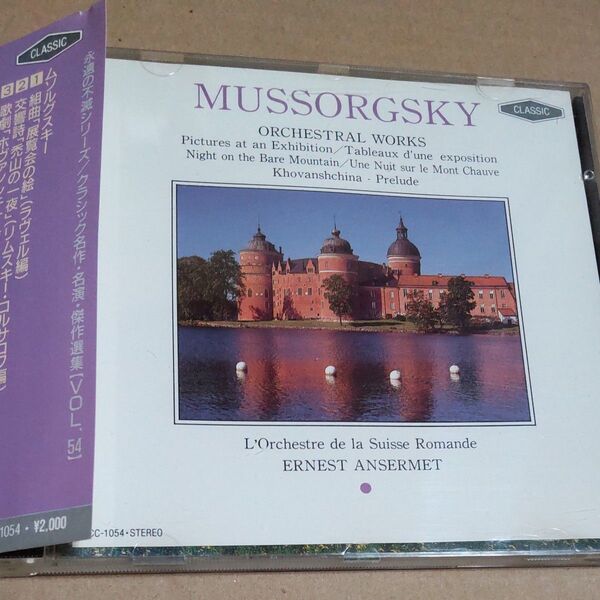 CLASSIC
永遠の不滅シリーズ/クラシック名作・名演・傑作選集[VOL. 54]
ムソルグスキー
1 組曲「展覧会の絵」(ラヴェル編)
2 交響詩「禿山の一夜」(リムスキー・コルサコフ編)
3 歌劇「ホヴァンシチ
1054・¥2,000
MUSSORGSKY
CLASSIC
ORCHESTRAL WORKS
Pictures at an Exhibition/Tableaux d'une exposition
Night on the Bare Mountain/Une Nuit sur le Mont Chauve
Khovanshchina - Prelude
L'Orchestre de la Suisse Romande
ERNEST ANSERMET
CC-1054・STEREO